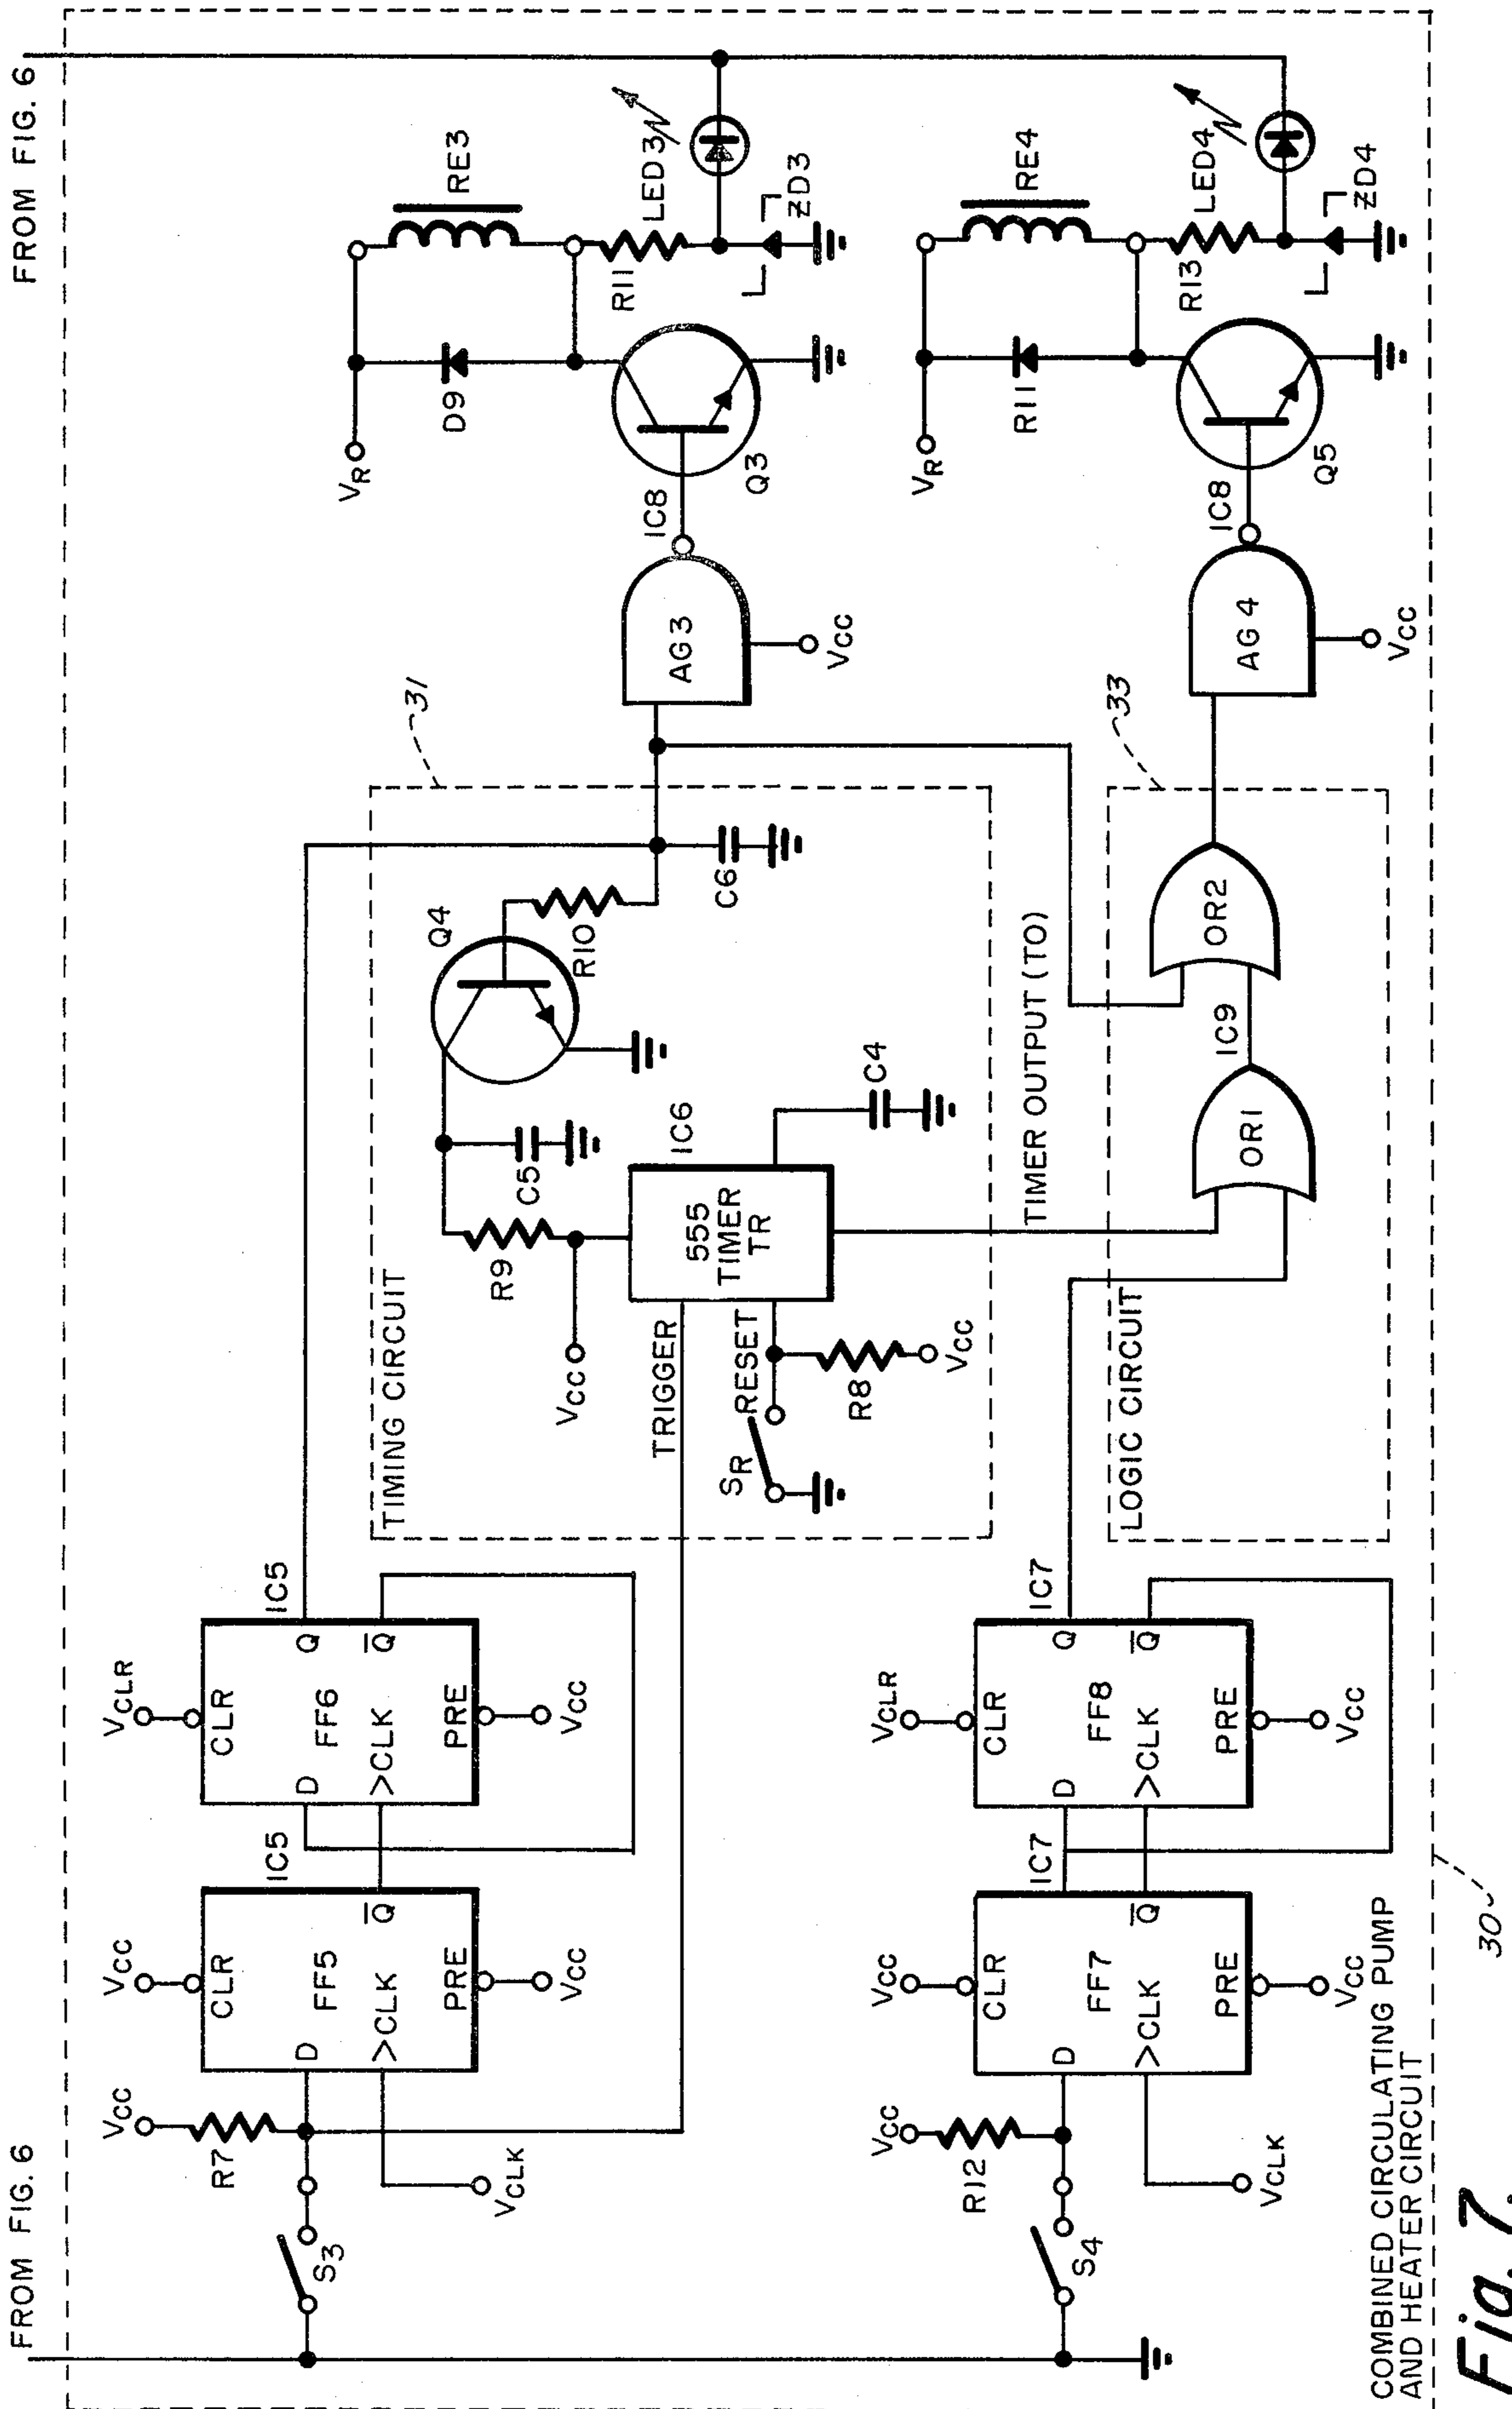 FROM FIG. 6
FROM FIG. 6
VCC
R7
S3
VCLK
VCC
CLR
D
FF5
>CLK
Q̅
PRE
VCC
IC5
VCLR
CLR
D
Q
FF6
>CLK
Q̅
PRE
VCC
IC5
TIMING CIRCUIT
31
TRIGGER
RESET
SR
R8
VCC
VCC
R9
C5
555
TIMER
TR
IC6
C4
Q4
R10
C6
AG3
VCC
IC8
Q3
VR
D9
RE3
R11
LED3
ZD3
VCC
R12
S4
VCLK
VCC
CLR
D
FF7
>CLK
Q̅
PRE
VCC
IC7
VCLR
CLR
D
Q
FF8
>CLK
Q̅
PRE
VCC
IC7
LOGIC CIRCUIT
33
TIMER OUTPUT (TO)
OR1
IC9
OR2
AG4
VCC
IC8
Q5
VR
R11
RE4
R13
LED4
ZD4
COMBINED CIRCULATING PUMP
AND HEATER CIRCUIT
30
Fig. 7.